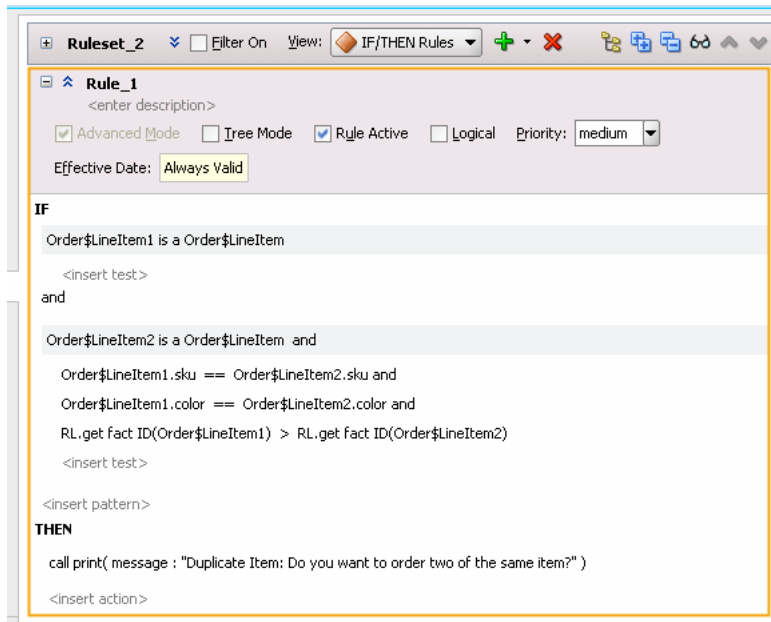 Ruleset_2 Filter On View: IF/THEN Rules
Rule_1
<enter description>
Advanced Mode Tree Mode Rule Active Logical Priority: medium
Effective Date: Always Valid
IF
Order$LineItem1 is a Order$LineItem
<insert test>
and
Order$LineItem2 is a Order$LineItem and
Order$LineItem1.sku == Order$LineItem2.sku and
Order$LineItem1.color == Order$LineItem2.color and
RL.get fact ID(Order$LineItem1) > RL.get fact ID(Order$LineItem2)
<insert test>
<insert pattern>
THEN
call print( message : "Duplicate Item: Do you want to order two of the same item?" )
<insert action>